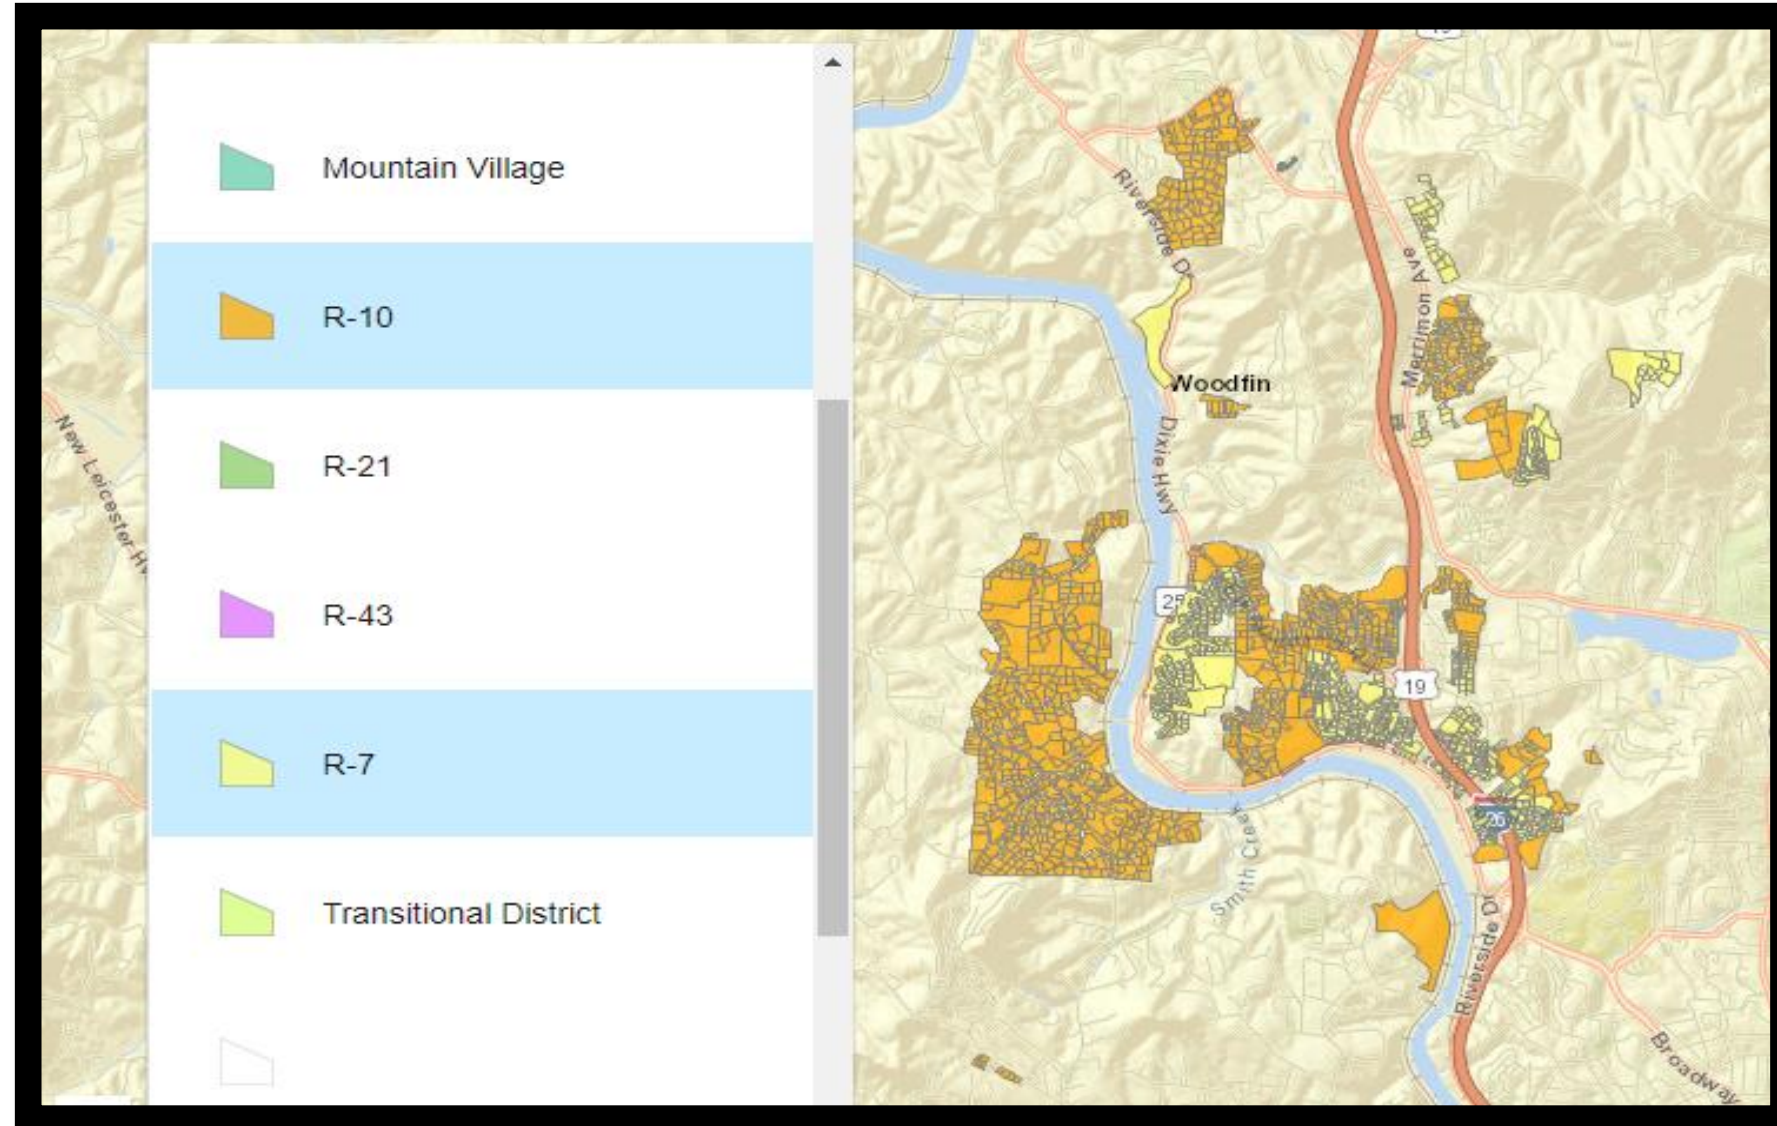 Mountain Village
R-10
R-21
R-43
R-7
Transitional District
New Leicester
Riverside Dr
Merrimon Ave
Woodfin
Dixie Hwy
25
19
26
Smith Creek
Riverside Dr
Broadway